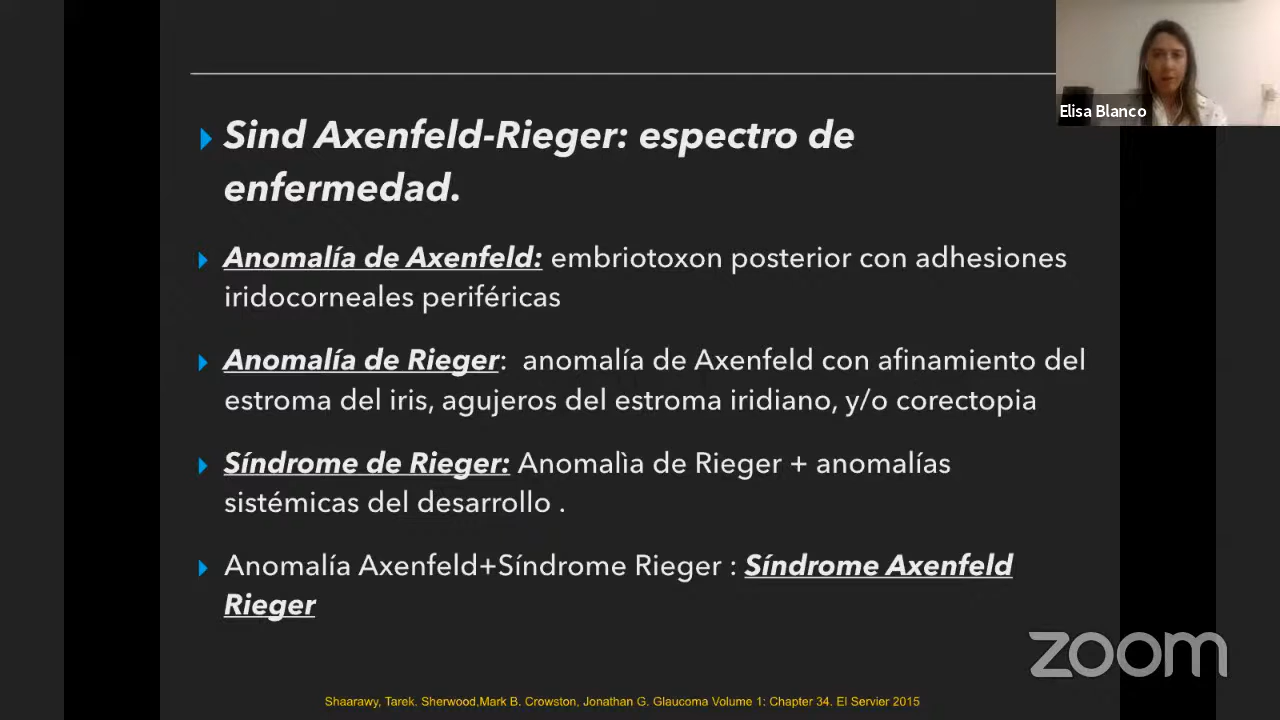 Elisa Blanco
Sind Axenfeld-Rieger: espectro de
enfermedad.
Anomalía de Axenfeld: embriotoxon posterior con adhesiones
iridocorneales periféricas
Anomalía de Rieger:  anomalía de Axenfeld con afinamiento del
estroma del iris, agujeros del estroma iridiano, y/o corectopia
Síndrome de Rieger: Anomalìa de Rieger + anomalías
sistémicas del desarrollo .
Anomalía Axenfeld+Síndrome Rieger : Síndrome Axenfeld
Rieger
zoom
Shaarawy, Tarek. Sherwood,Mark B. Crowston, Jonathan G. Glaucoma Volume 1: Chapter 34. El Servier 2015